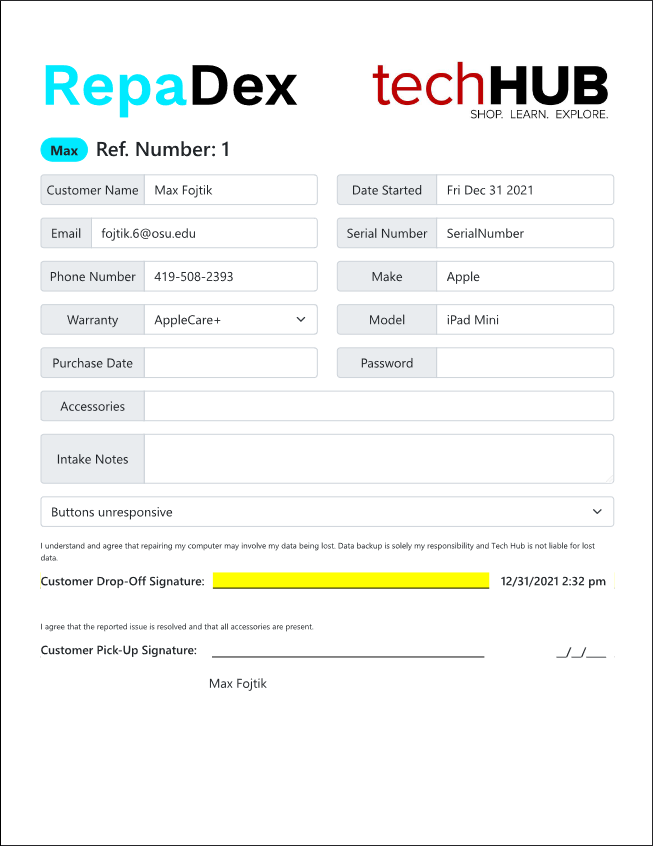 RepaDex
techHUB
SHOP. LEARN. EXPLORE.
Max Ref. Number: 1
Customer Name Max Fojtik
Date Started Fri Dec 31 2021
Email fojtik.6@osu.edu
Serial Number SerialNumber
Phone Number 419-508-2393
Make Apple
Warranty AppleCare+
Model iPad Mini
Purchase Date
Password
Accessories
Intake Notes
Buttons unresponsive
I understand and agree that repairing my computer may involve my data being lost. Data backup is solely my responsibility and Tech Hub is not liable for lost
data.
Customer Drop-Off Signature: 12/31/2021 2:32 pm
I agree that the reported issue is resolved and that all accessories are present.
Customer Pick-Up Signature: __/__/___
Max Fojtik